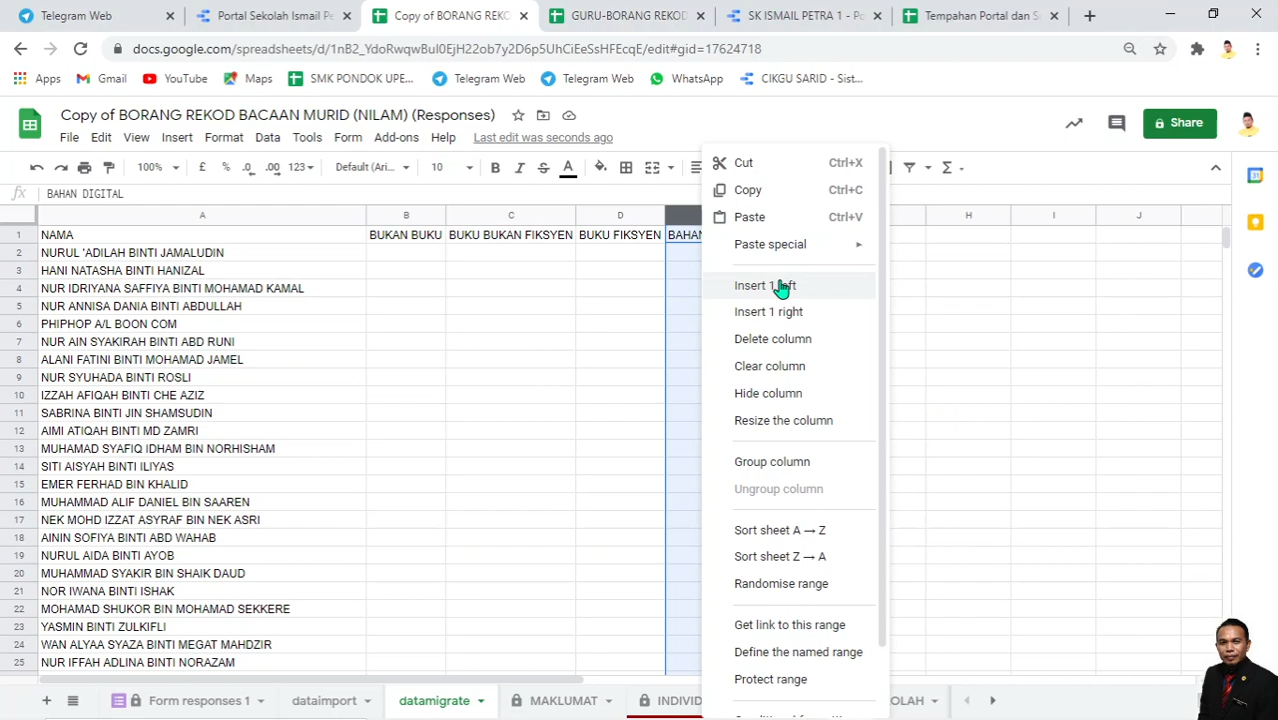 Telegram Web
Portal Sekolah Ismail Pe
Copy of BORANG REKO
GURU-BORANG REKOD
SK ISMAIL PETRA 1 - P
Tempahan Portal dan S
docs.google.com/spreadsheets/d/1nB2_YdoRwqwBuI0EjH22ob7y2D6p5UhCiEeSsHFEcqE/edit#gid=17624718
Apps
Gmail
YouTube
Maps
SMK PONDOK UPE...
Telegram Web
Telegram Web
WhatsApp
CIKGU SARID - Sist...
Copy of BORANG REKOD BACAAN MURID (NILAM) (Responses)
File Edit View Insert Format Data Tools Form Add-ons Help Last edit was seconds ago
Share
100% £ % .0 .00 123 Default (Ari... 10 B I S A
fx BAHAN DIGITAL
A B C D H I J
1 NAMA BUKAN BUKU BUKU BUKAN FIKSYEN BUKU FIKSYEN BAHAN
2 NURUL 'ADILAH BINTI JAMALUDIN
3 HANI NATASHA BINTI HANIZAL
4 NUR IDRIYANA SAFFIYA BINTI MOHAMAD KAMAL
5 NUR ANNISA DANIA BINTI ABDULLAH
6 PHIPHOP A/L BOON COM
7 NUR AIN SYAKIRAH BINTI ABD RUNI
8 ALANI FATINI BINTI MOHAMAD JAMEL
9 NUR SYUHADA BINTI ROSLI
10 IZZAH AFIQAH BINTI CHE AZIZ
11 SABRINA BINTI JIN SHAMSUDIN
12 AIMI ATIQAH BINTI MD ZAMRI
13 MUHAMAD SYAFIQ IDHAM BIN NORHISHAM
14 SITI AISYAH BINTI ILIYAS
15 EMER FERHAD BIN KHALID
16 MUHAMMAD ALIF DANIEL BIN SAAREN
17 NEK MOHD IZZAT ASYRAF BIN NEK ASRI
18 AININ SOFIYA BINTI ABD WAHAB
19 NURUL AIDA BINTI AYOB
20 MUHAMMAD SYAKIR BIN SHAIK DAUD
21 NOR IWANA BINTI ISHAK
22 MOHAMAD SHUKOR BIN MOHAMAD SEKKERE
23 YASMIN BINTI ZULKIFLI
24 WAN ALYAA SYAZA BINTI MEGAT MAHDZIR
25 NUR IFFAH ADLINA BINTI NORAZAM
Cut Ctrl+X
Copy Ctrl+C
Paste Ctrl+V
Paste special
Insert 1 left
Insert 1 right
Delete column
Clear column
Hide column
Resize the column
Group column
Ungroup column
Sort sheet A → Z
Sort sheet Z → A
Randomise range
Get link to this range
Define the named range
Protect range
Form responses 1 dataimport datamigrate MAKLUMAT INDIVID OLAH